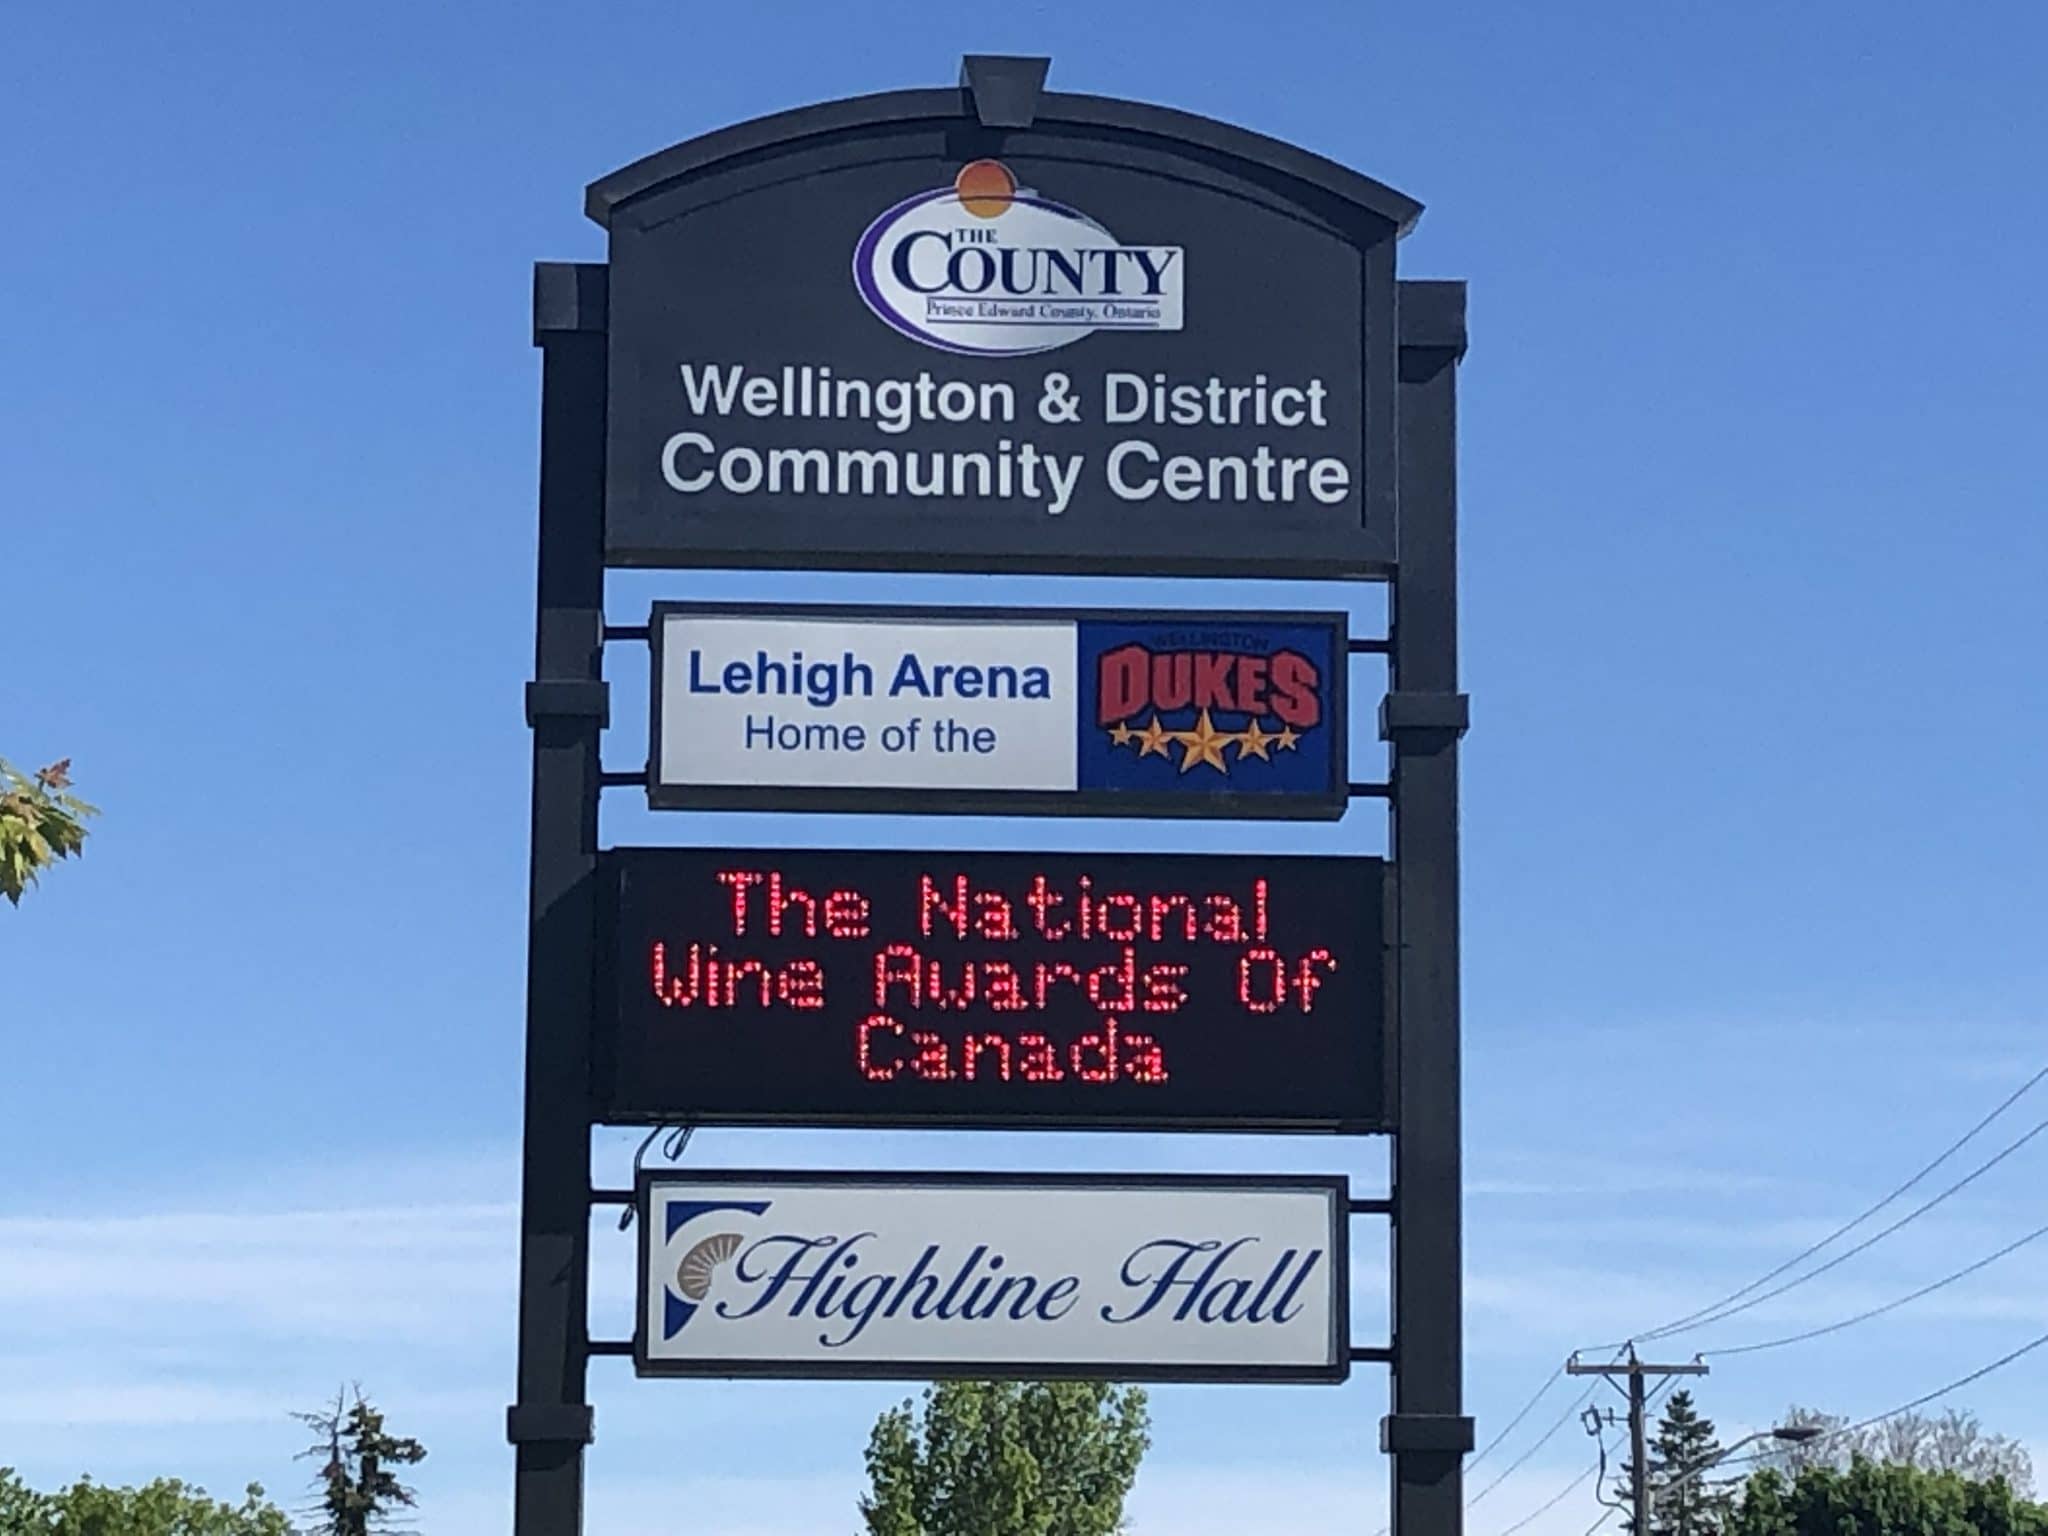 THE
COUNTY
Prince Edward County, Ontario
Wellington & District
Community Centre
Lehigh Arena
Home of the
WELLINGTON
DUKES
The National
Wine Awards Of
Canada
Highline Hall